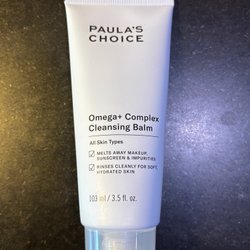 PAULA'S
CHOICE
Omega+ Complex
Cleansing Balm
All Skin Types
MELTS AWAY MAKEUP,
SUNSCREEN & IMPURITIES
RINSES CLEANLY FOR SOFT,
HYDRATED SKIN
103 ml / 3.5 fl. oz.